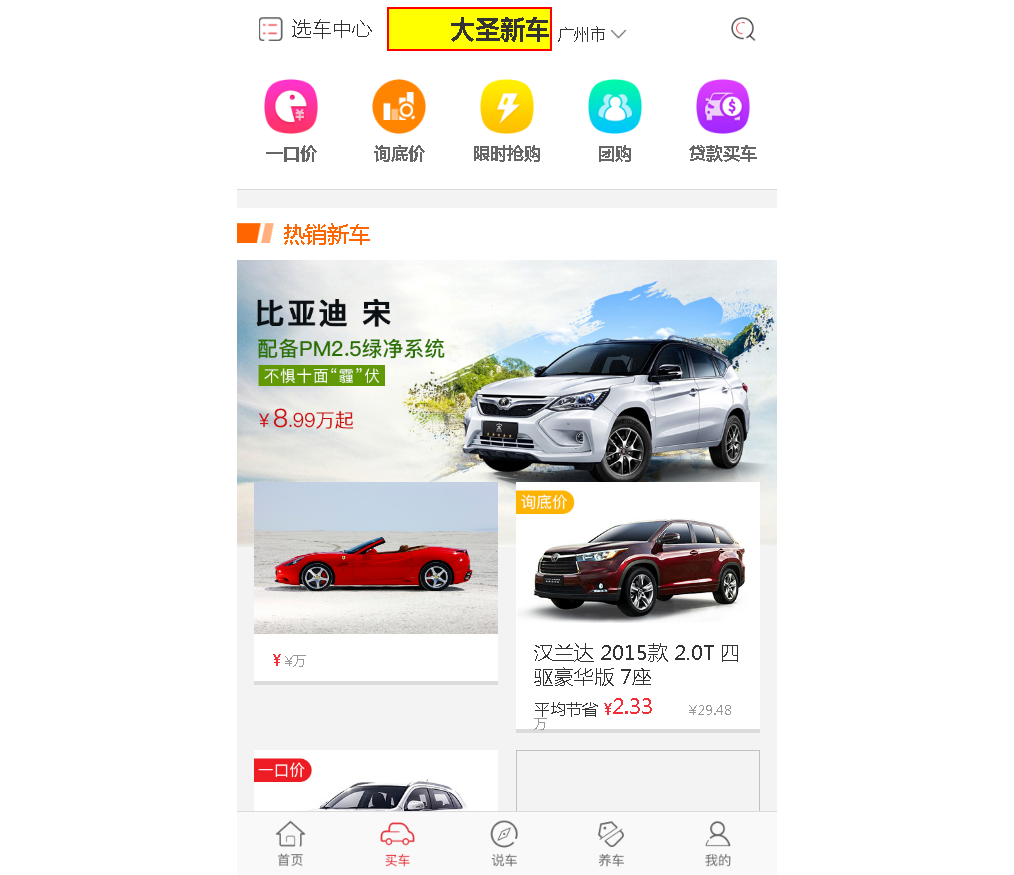 选车中心
大圣新车
广州市
一口价
询底价
限时抢购
团购
贷款买车
热销新车
比亚迪 宋
配备PM2.5绿净系统
不惧十面“霾”伏
¥8.99万起
¥ ¥万
询底价
汉兰达 2015款 2.0T 四
驱豪华版 7座
平均节省 ¥2.33 ¥29.48
万
一口价
首页
买车
说车
养车
我的